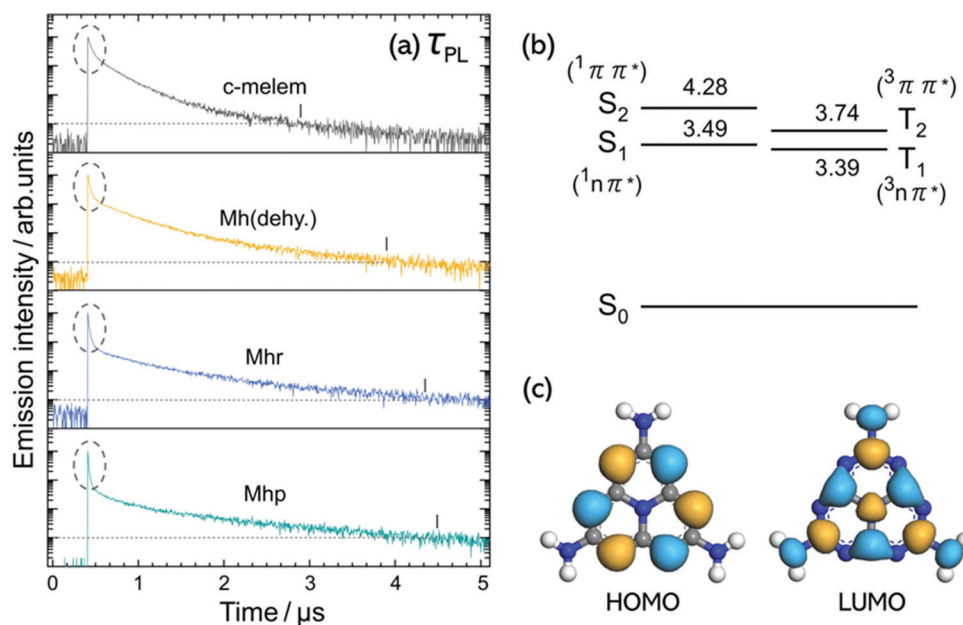 (a) τPL
c-melem
Mh(dehy.)
Mhr
Mhp
Emission intensity / arb.units
0 1 2 3 4 5
Time / μs
(b)
(¹ππ*)
S₂
4.28
3.74
(³ππ*)
T₂
S₁
3.49
(¹nπ*)
3.39
T₁
(³nπ*)
S₀
(c)
HOMO
LUMO